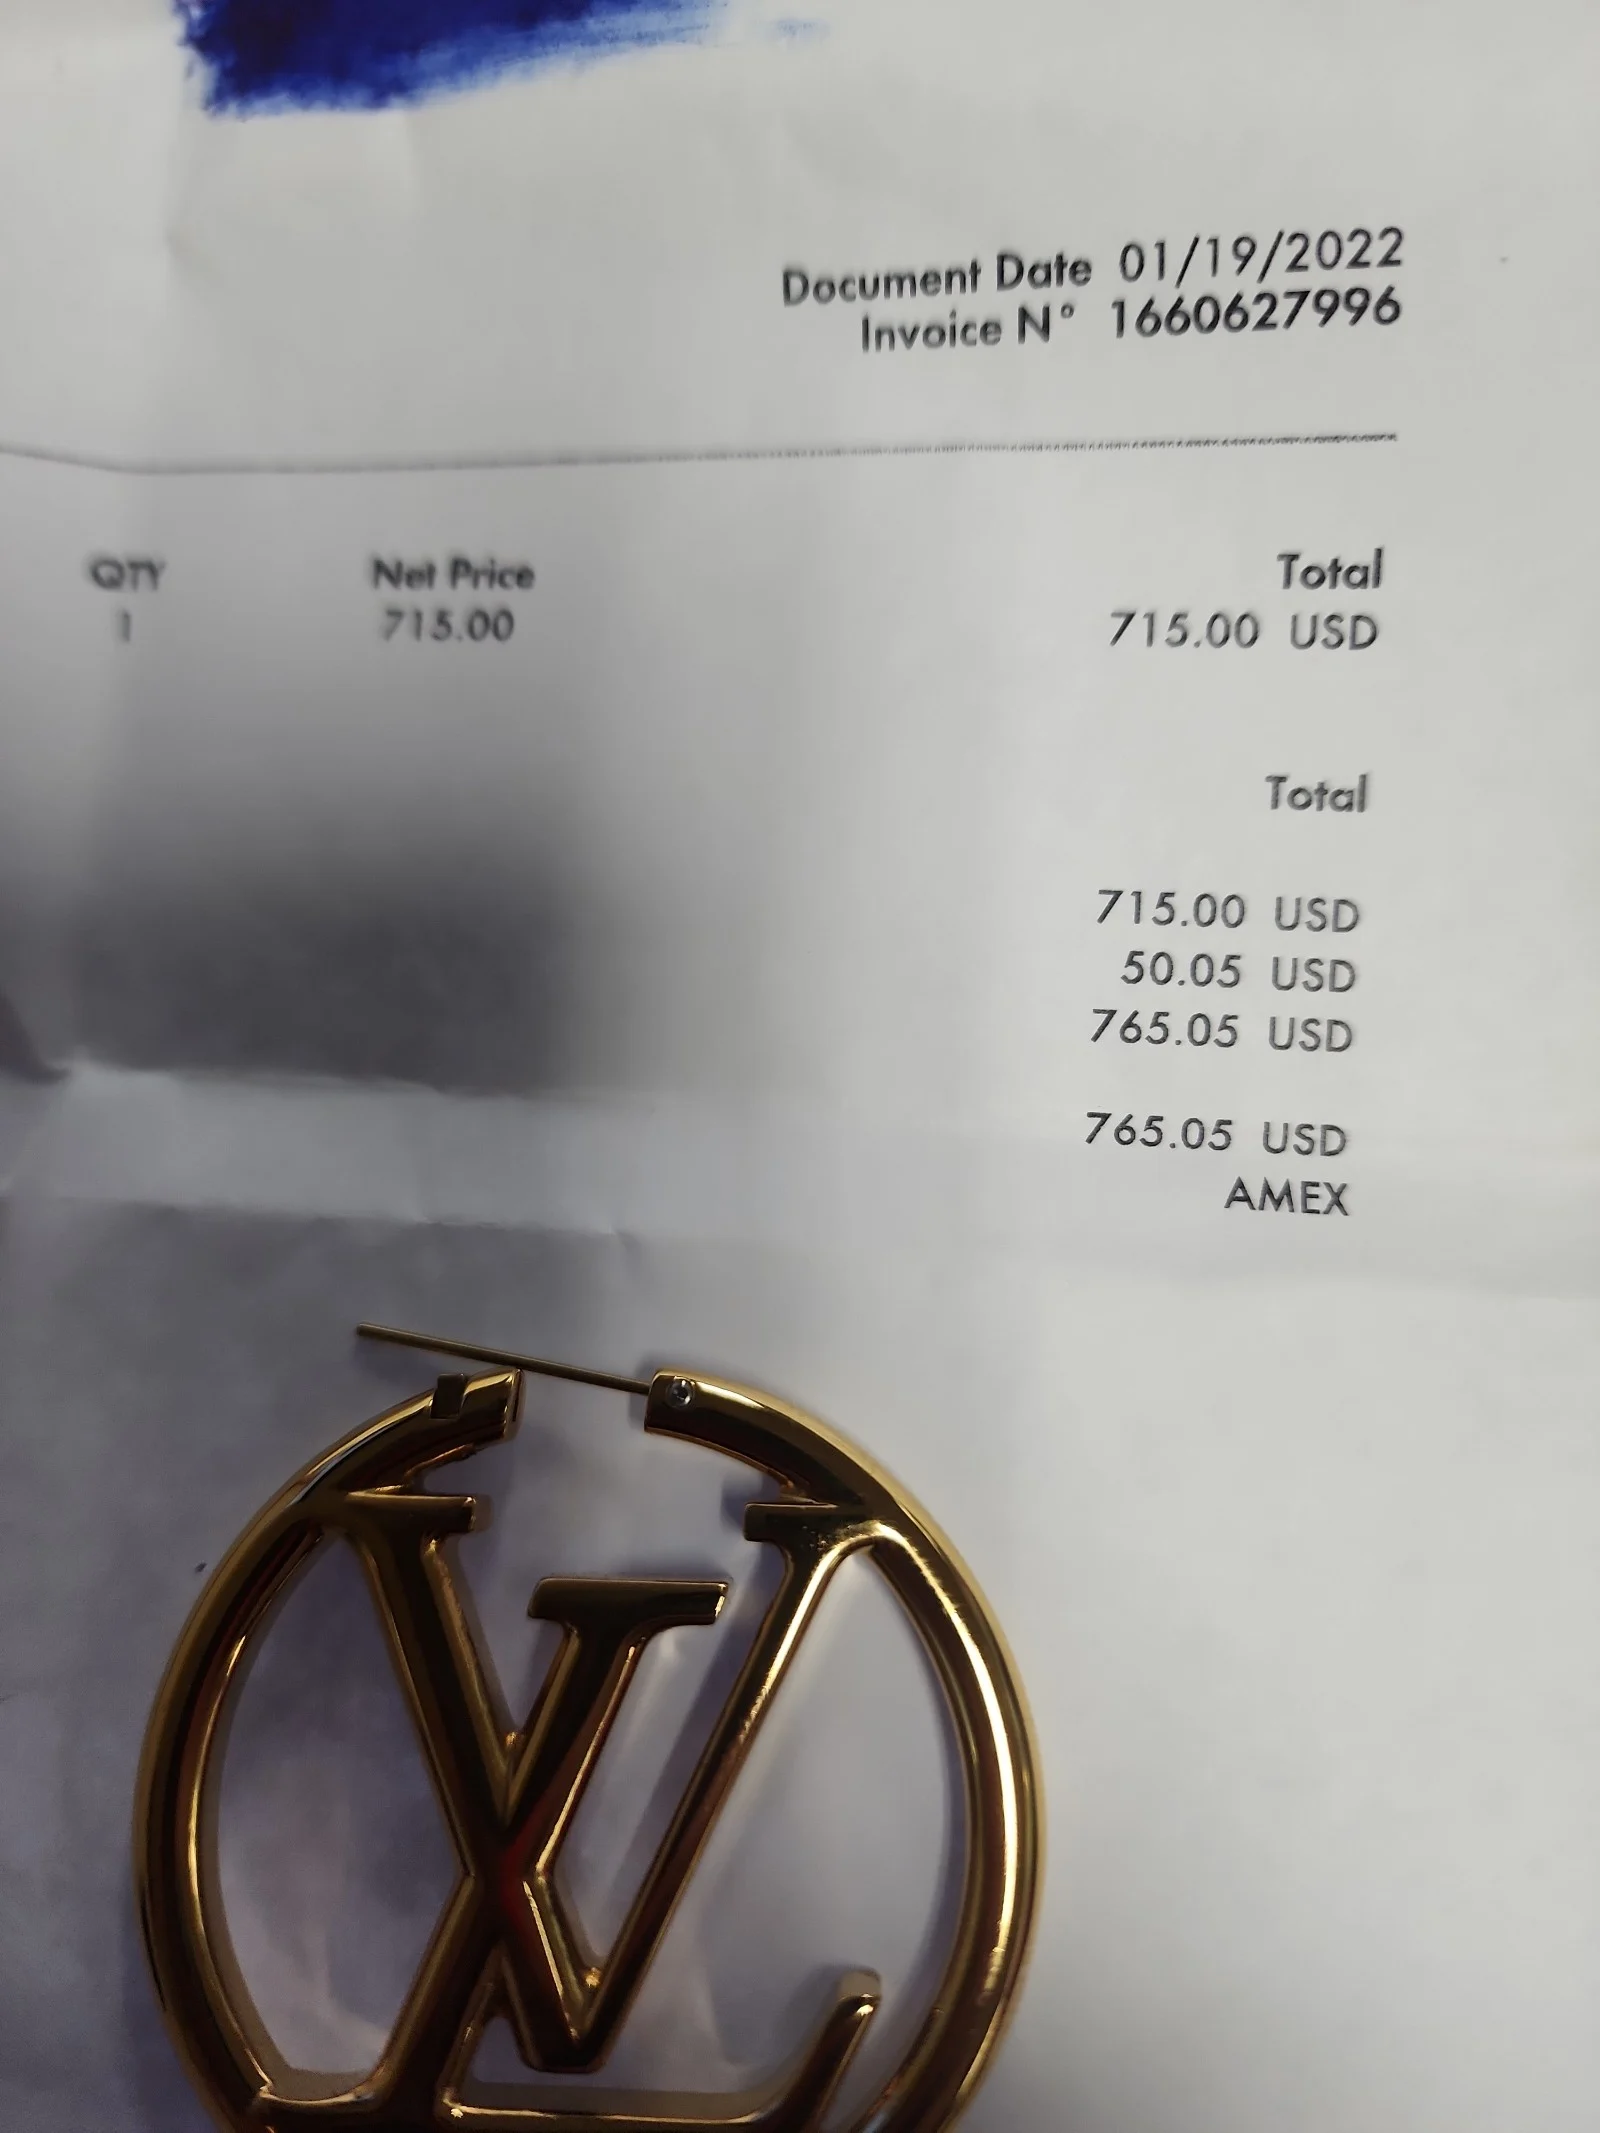 Document Date 01/19/2022
Invoice N° 1660627996
QTY Net Price Total
1 715.00 715.00 USD
Total
715.00 USD
50.05 USD
765.05 USD
765.05 USD
AMEX
LV